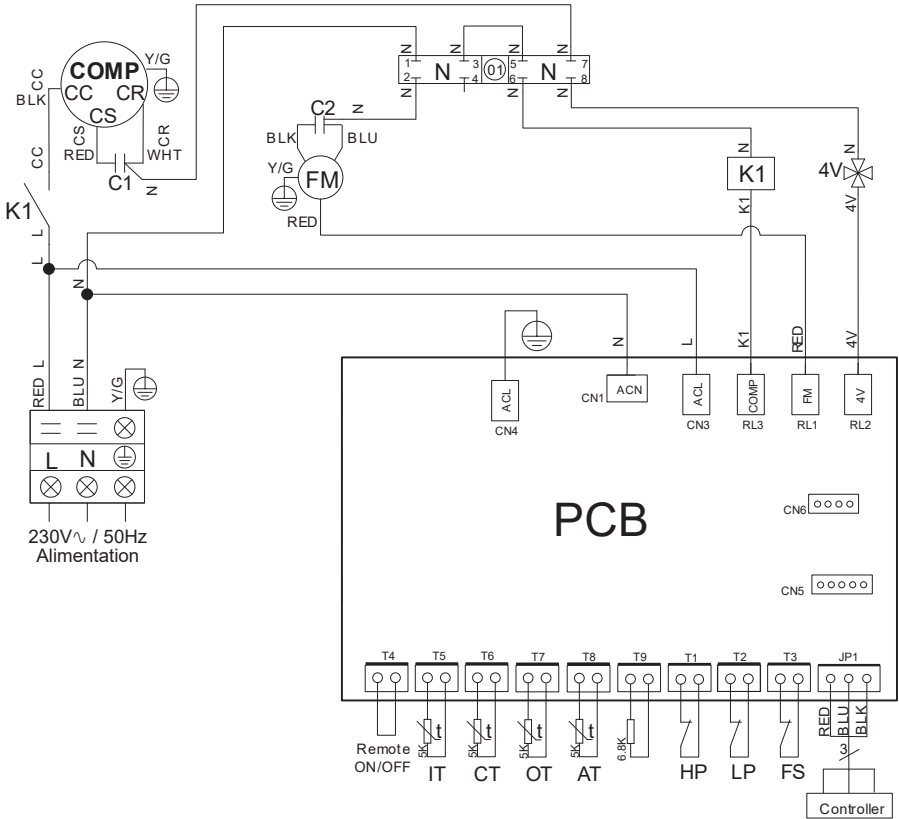 N
N
N
N
1
2
N
3
4
01
5
6
N
7
8
N
N
N
N
COMP
CC
CR
CS
Y/G
CC
BLK
CC
CS
RED
CR
WHT
C1
N
C2
N
BLK
BLU
Y/G
FM
RED
N
K1
K1
N
4V
4V
K1
L
L
N
RED L
BLU N
Y/G
N
L
K1
RED
4V
ACL
CN4
CN1
ACN
ACL
CN3
COMP
RL3
FM
RL1
4V
RL2
L
N
230V∿ / 50Hz
Alimentation
PCB
CN6
CN5
T4
T5
T6
T7
T8
T9
T1
T2
T3
JP1
RED
BLU
BLK
Remote
ON/OFF
5K
t
IT
5K
t
CT
5K
t
OT
5K
t
AT
6.8K
HP
LP
FS
3
Controller